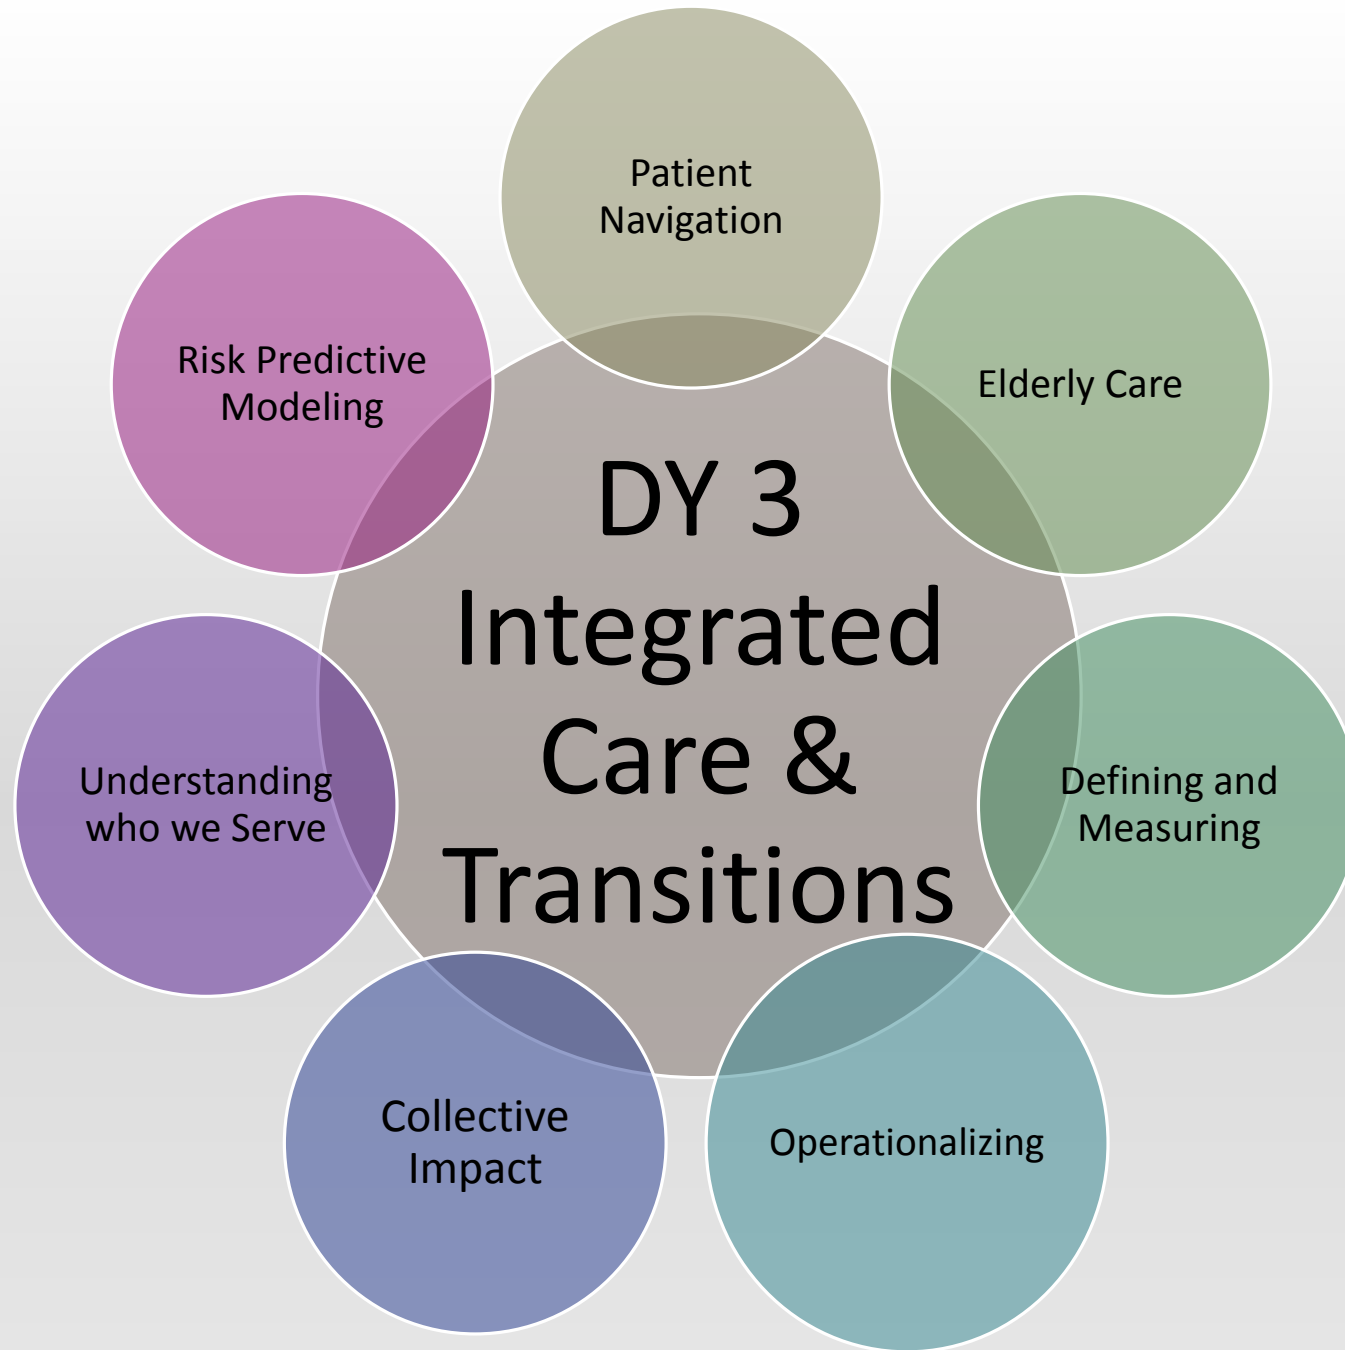 Patient
Navigation
Risk Predictive
Modeling
Elderly Care
DY 3
Integrated
Care &
Transitions
Understanding
who we Serve
Defining and
Measuring
Collective
Impact
Operationalizing